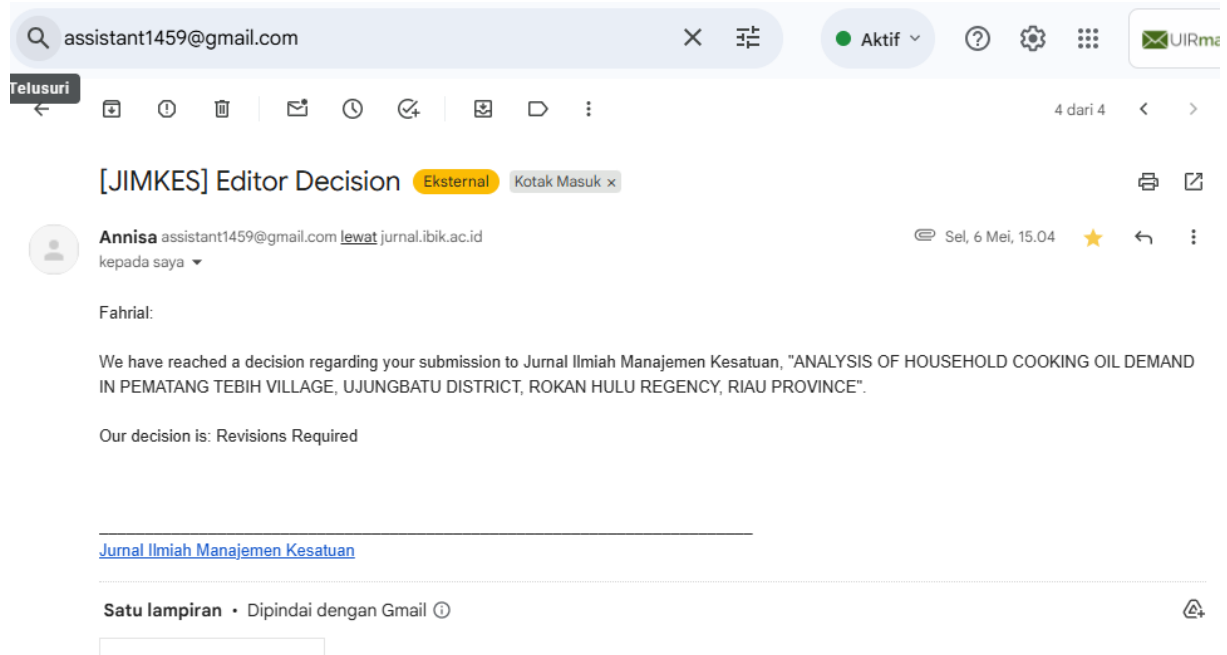 assistant1459@gmail.com
Aktif
UIRma
Telusuri
4 dari 4
[JIMKES] Editor Decision Eksternal Kotak Masuk ×
Annisa assistant1459@gmail.com lewat jurnal.ibik.ac.id
Sel, 6 Mei, 15.04
kepada saya
Fahrial:
We have reached a decision regarding your submission to Jurnal Ilmiah Manajemen Kesatuan, "ANALYSIS OF HOUSEHOLD COOKING OIL DEMAND
IN PEMATANG TEBIH VILLAGE, UJUNGBATU DISTRICT, ROKAN HULU REGENCY, RIAU PROVINCE".
Our decision is: Revisions Required
Jurnal Ilmiah Manajemen Kesatuan
Satu lampiran • Dipindai dengan Gmail